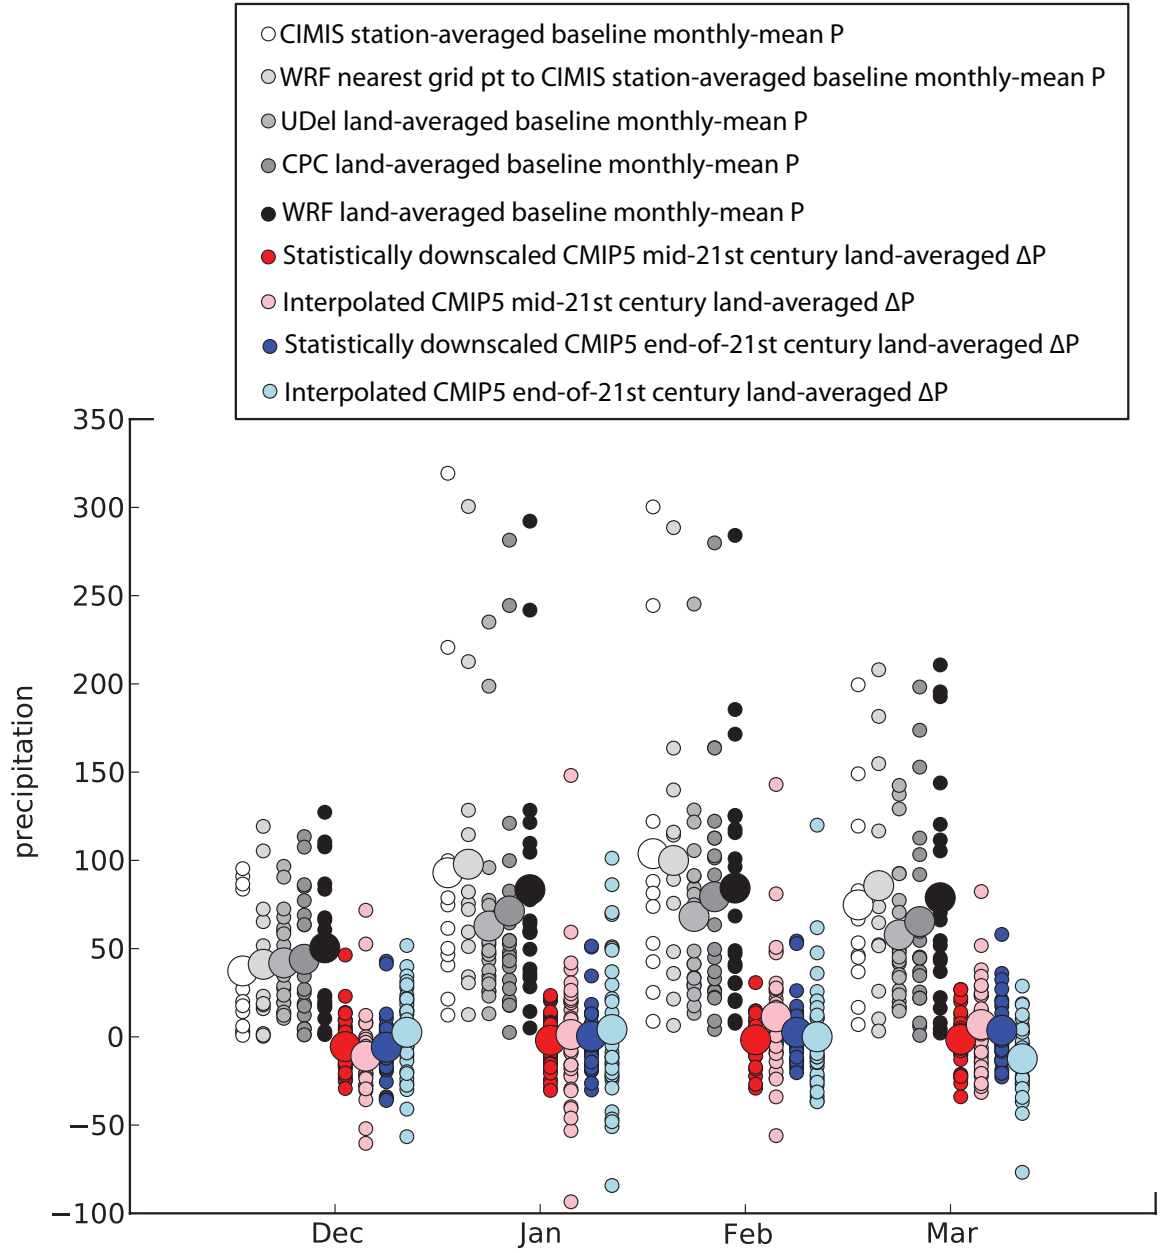 CIMIS station-averaged baseline monthly-mean P
WRF nearest grid pt to CIMIS station-averaged baseline monthly-mean P
UDel land-averaged baseline monthly-mean P
CPC land-averaged baseline monthly-mean P
WRF land-averaged baseline monthly-mean P
Statistically downscaled CMIP5 mid-21st century land-averaged ΔP
Interpolated CMIP5 mid-21st century land-averaged ΔP
Statistically downscaled CMIP5 end-of-21st century land-averaged ΔP
Interpolated CMIP5 end-of-21st century land-averaged ΔP
350
300
250
200
150
100
50
0
−50
−100
precipitation
Dec Jan Feb Mar